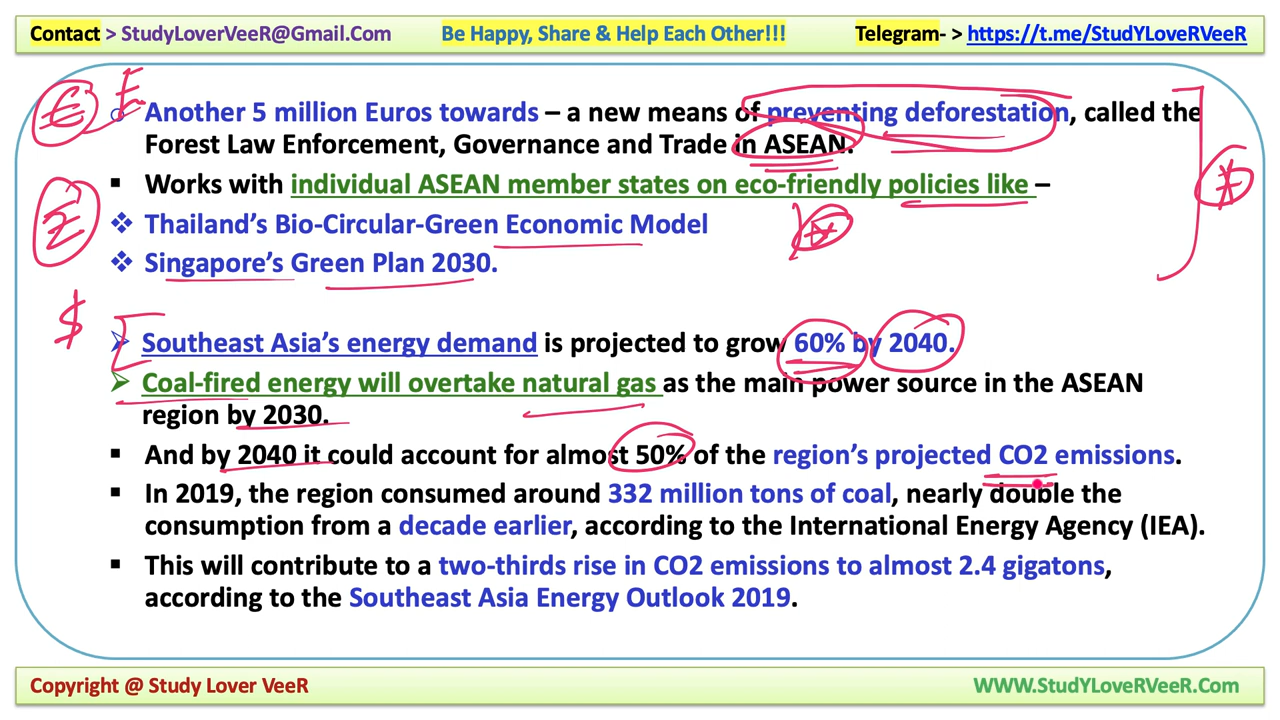 Contact > StudyLoverVeeR@Gmail.Com Be Happy, Share & Help Each Other!!! Telegram- > https://t.me/StudYLoveRVeeR
Another 5 million Euros towards – a new means of preventing deforestation, called the
Forest Law Enforcement, Governance and Trade in ASEAN.
▪ Works with individual ASEAN member states on eco-friendly policies like –
❖ Thailand's Bio-Circular-Green Economic Model
❖ Singapore's Green Plan 2030.
$
➢ Southeast Asia's energy demand is projected to grow 60% by 2040.
➢ Coal-fired energy will overtake natural gas as the main power source in the ASEAN
region by 2030.
▪ And by 2040 it could account for almost 50% of the region's projected CO2 emissions.
▪ In 2019, the region consumed around 332 million tons of coal, nearly double the
consumption from a decade earlier, according to the International Energy Agency (IEA).
▪ This will contribute to a two-thirds rise in CO2 emissions to almost 2.4 gigatons,
according to the Southeast Asia Energy Outlook 2019.
Copyright @ Study Lover VeeR WWW.StudYLoveRVeeR.Com